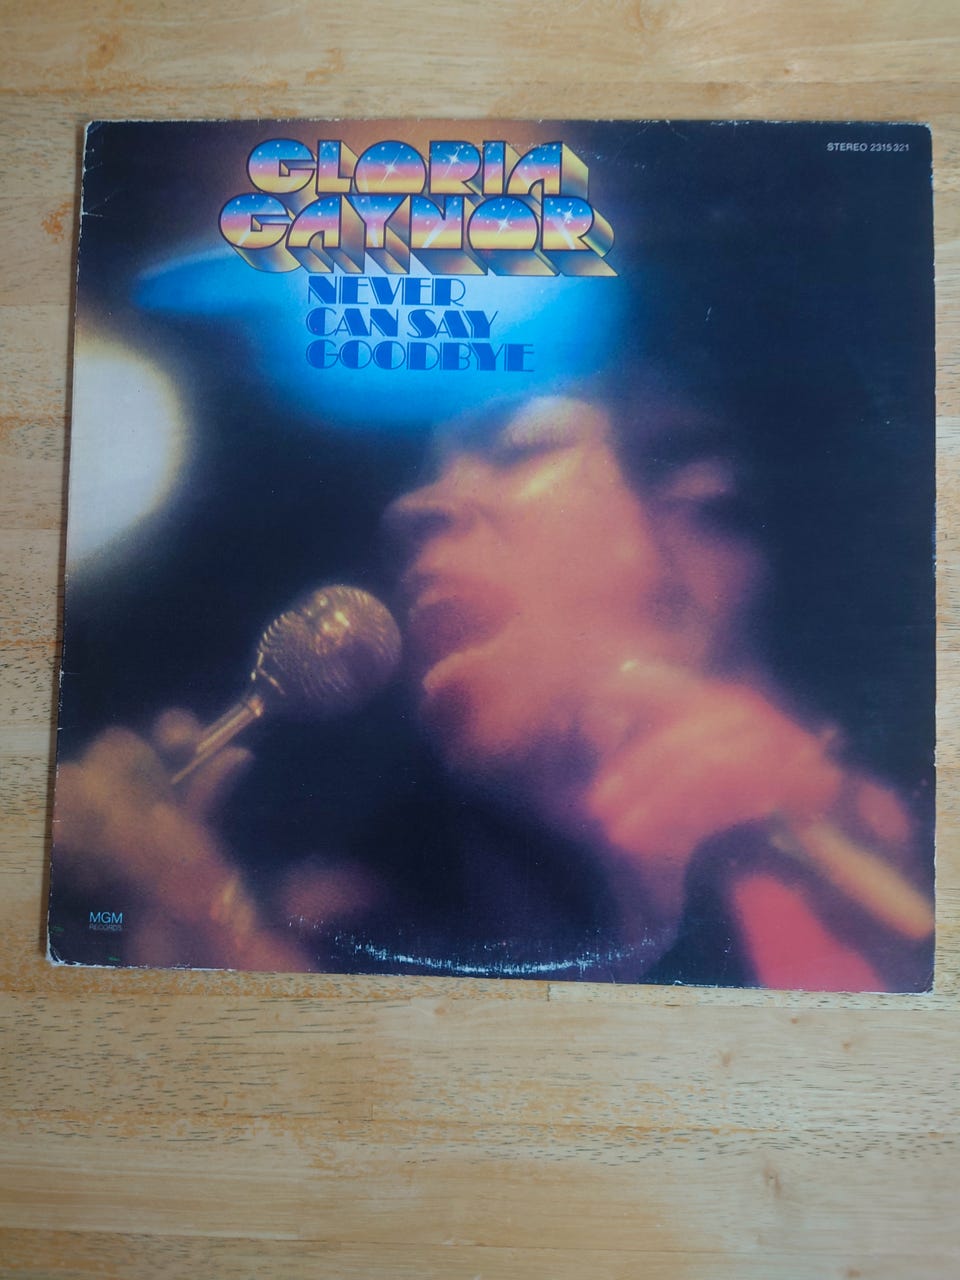 STEREO 2315 321
GLORIA
GAYNOR
NEVER
CAN SAY
GOODBYE
MGM
RECORDS